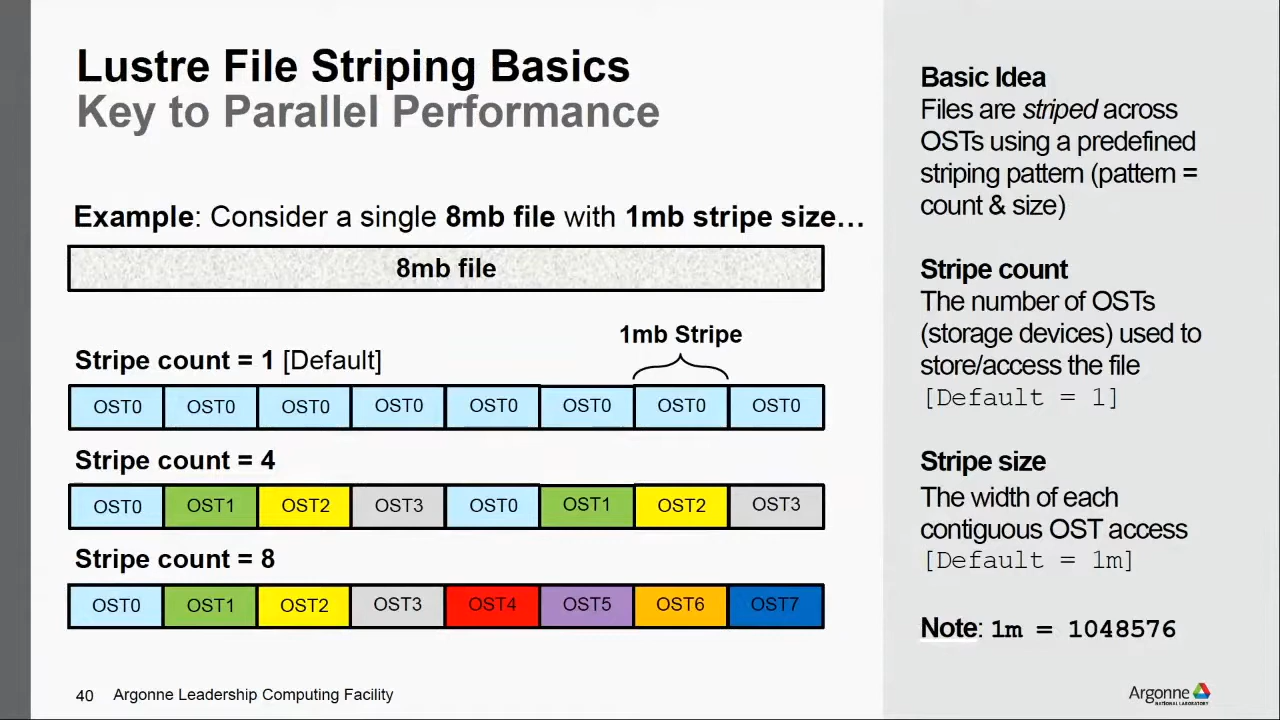 Lustre File Striping Basics
Key to Parallel Performance
Example: Consider a single 8mb file with 1mb stripe size…
8mb file
1mb Stripe
Stripe count = 1 [Default]
OST0 OST0 OST0 OST0 OST0 OST0 OST0 OST0
Stripe count = 4
OST0 OST1 OST2 OST3 OST0 OST1 OST2 OST3
Stripe count = 8
OST0 OST1 OST2 OST3 OST4 OST5 OST6 OST7
Basic Idea
Files are striped across
OSTs using a predefined
striping pattern (pattern =
count & size)
Stripe count
The number of OSTs
(storage devices) used to
store/access the file
[Default = 1]
Stripe size
The width of each
contiguous OST access
[Default = 1m]
Note: 1m = 1048576
40 Argonne Leadership Computing Facility
Argonne
NATIONAL LABORATORY